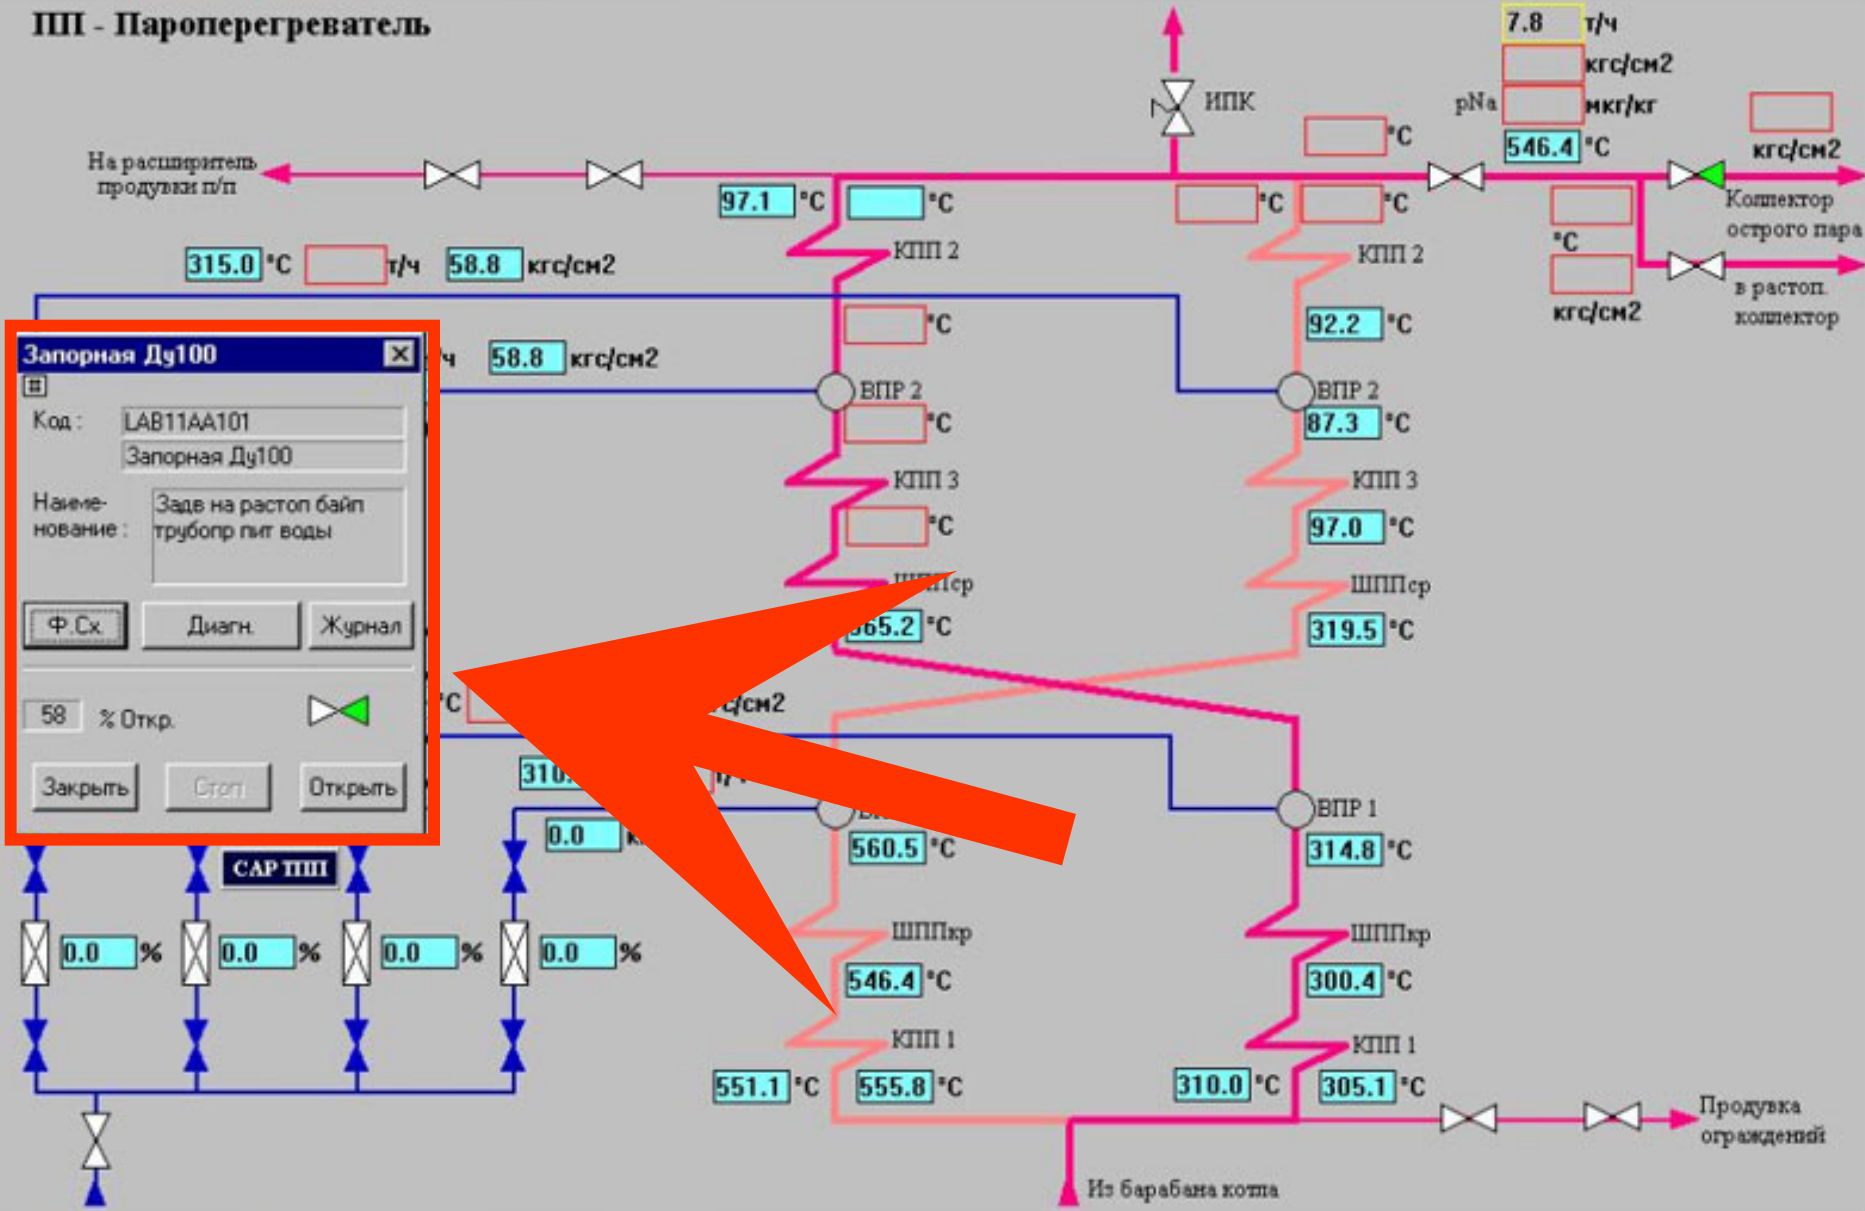 ПП - Пароперегреватель
7.8 т/ч
кгс/см2
ИПК
pNa мкг/кг
°C
546.4 °C
кгс/см2
На расширитель
продувки п/п
97.1 °C
°C
°C
°C
Коллектор
острого пара
°C
315.0 °C
т/ч
58.8 кгс/см2
КПП 2
КПП 2
в растоп.
коллектор
кгс/см2
°C
92.2 °C
Запорная Ду100
ч
58.8 кгс/см2
ВПР 2
ВПР 2
Код :
LAB11AA101
Запорная Ду100
°C
87.3 °C
Наиме-
нование :
Задв на растоп байп
трубопр пит воды
КПП 3
КПП 3
°C
97.0 °C
ШППср
Ф.Сх.
Диагн.
Журнал
°C
319.5 °C
58
% Откр.
°C
/см2
Закрыть
Стоп
Открыть
310.
ВПР 1
0.0
560.5 °C
314.8 °C
САР ПП
ШППкр
ШППкр
0.0 %
0.0 %
0.0 %
0.0 %
546.4 °C
300.4 °C
КПП 1
КПП 1
551.1 °C
555.8 °C
310.0 °C
305.1 °C
Продувка
ограждений
Из барабана котла